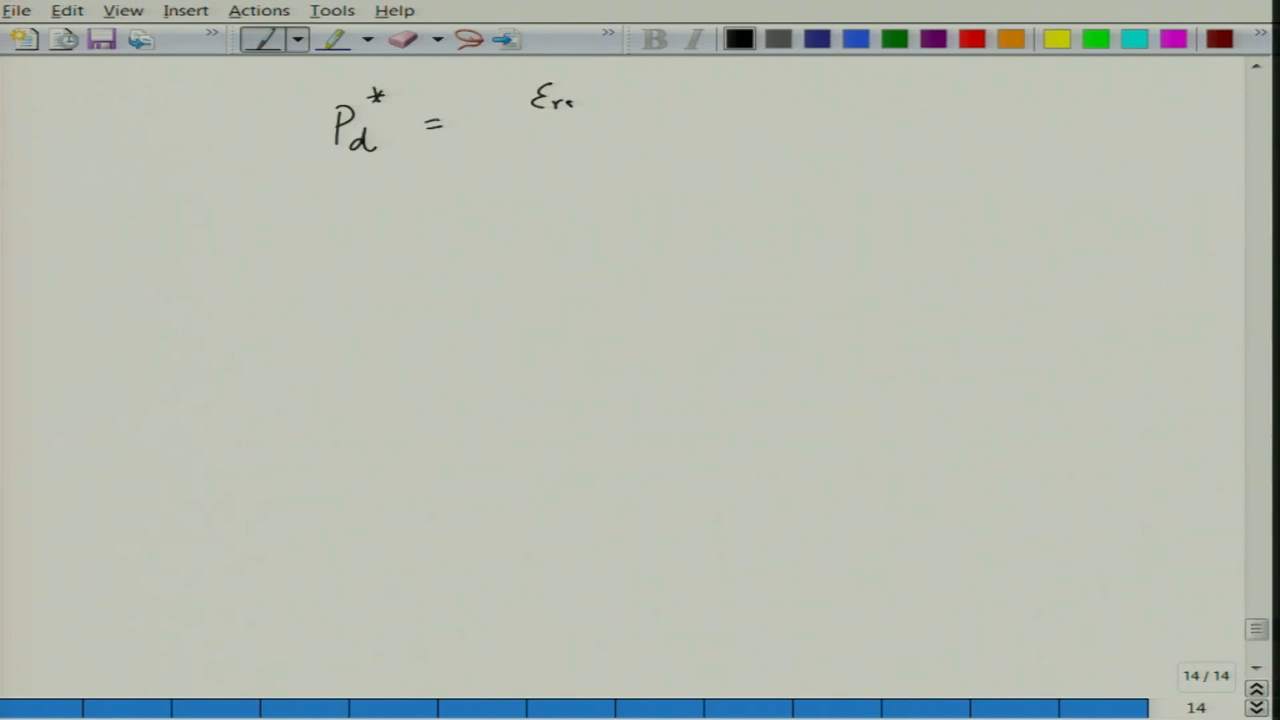 File Edit View Insert Actions Tools Help
B I
P_d^* = ε_r
14 / 14
14